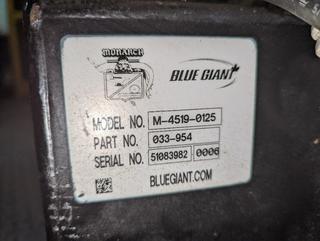 MONARCH
BLUE GIANT
MODEL NO. M-4519-0125
PART NO. 033-954
SERIAL NO. 51083982 0006
BLUEGIANT.COM